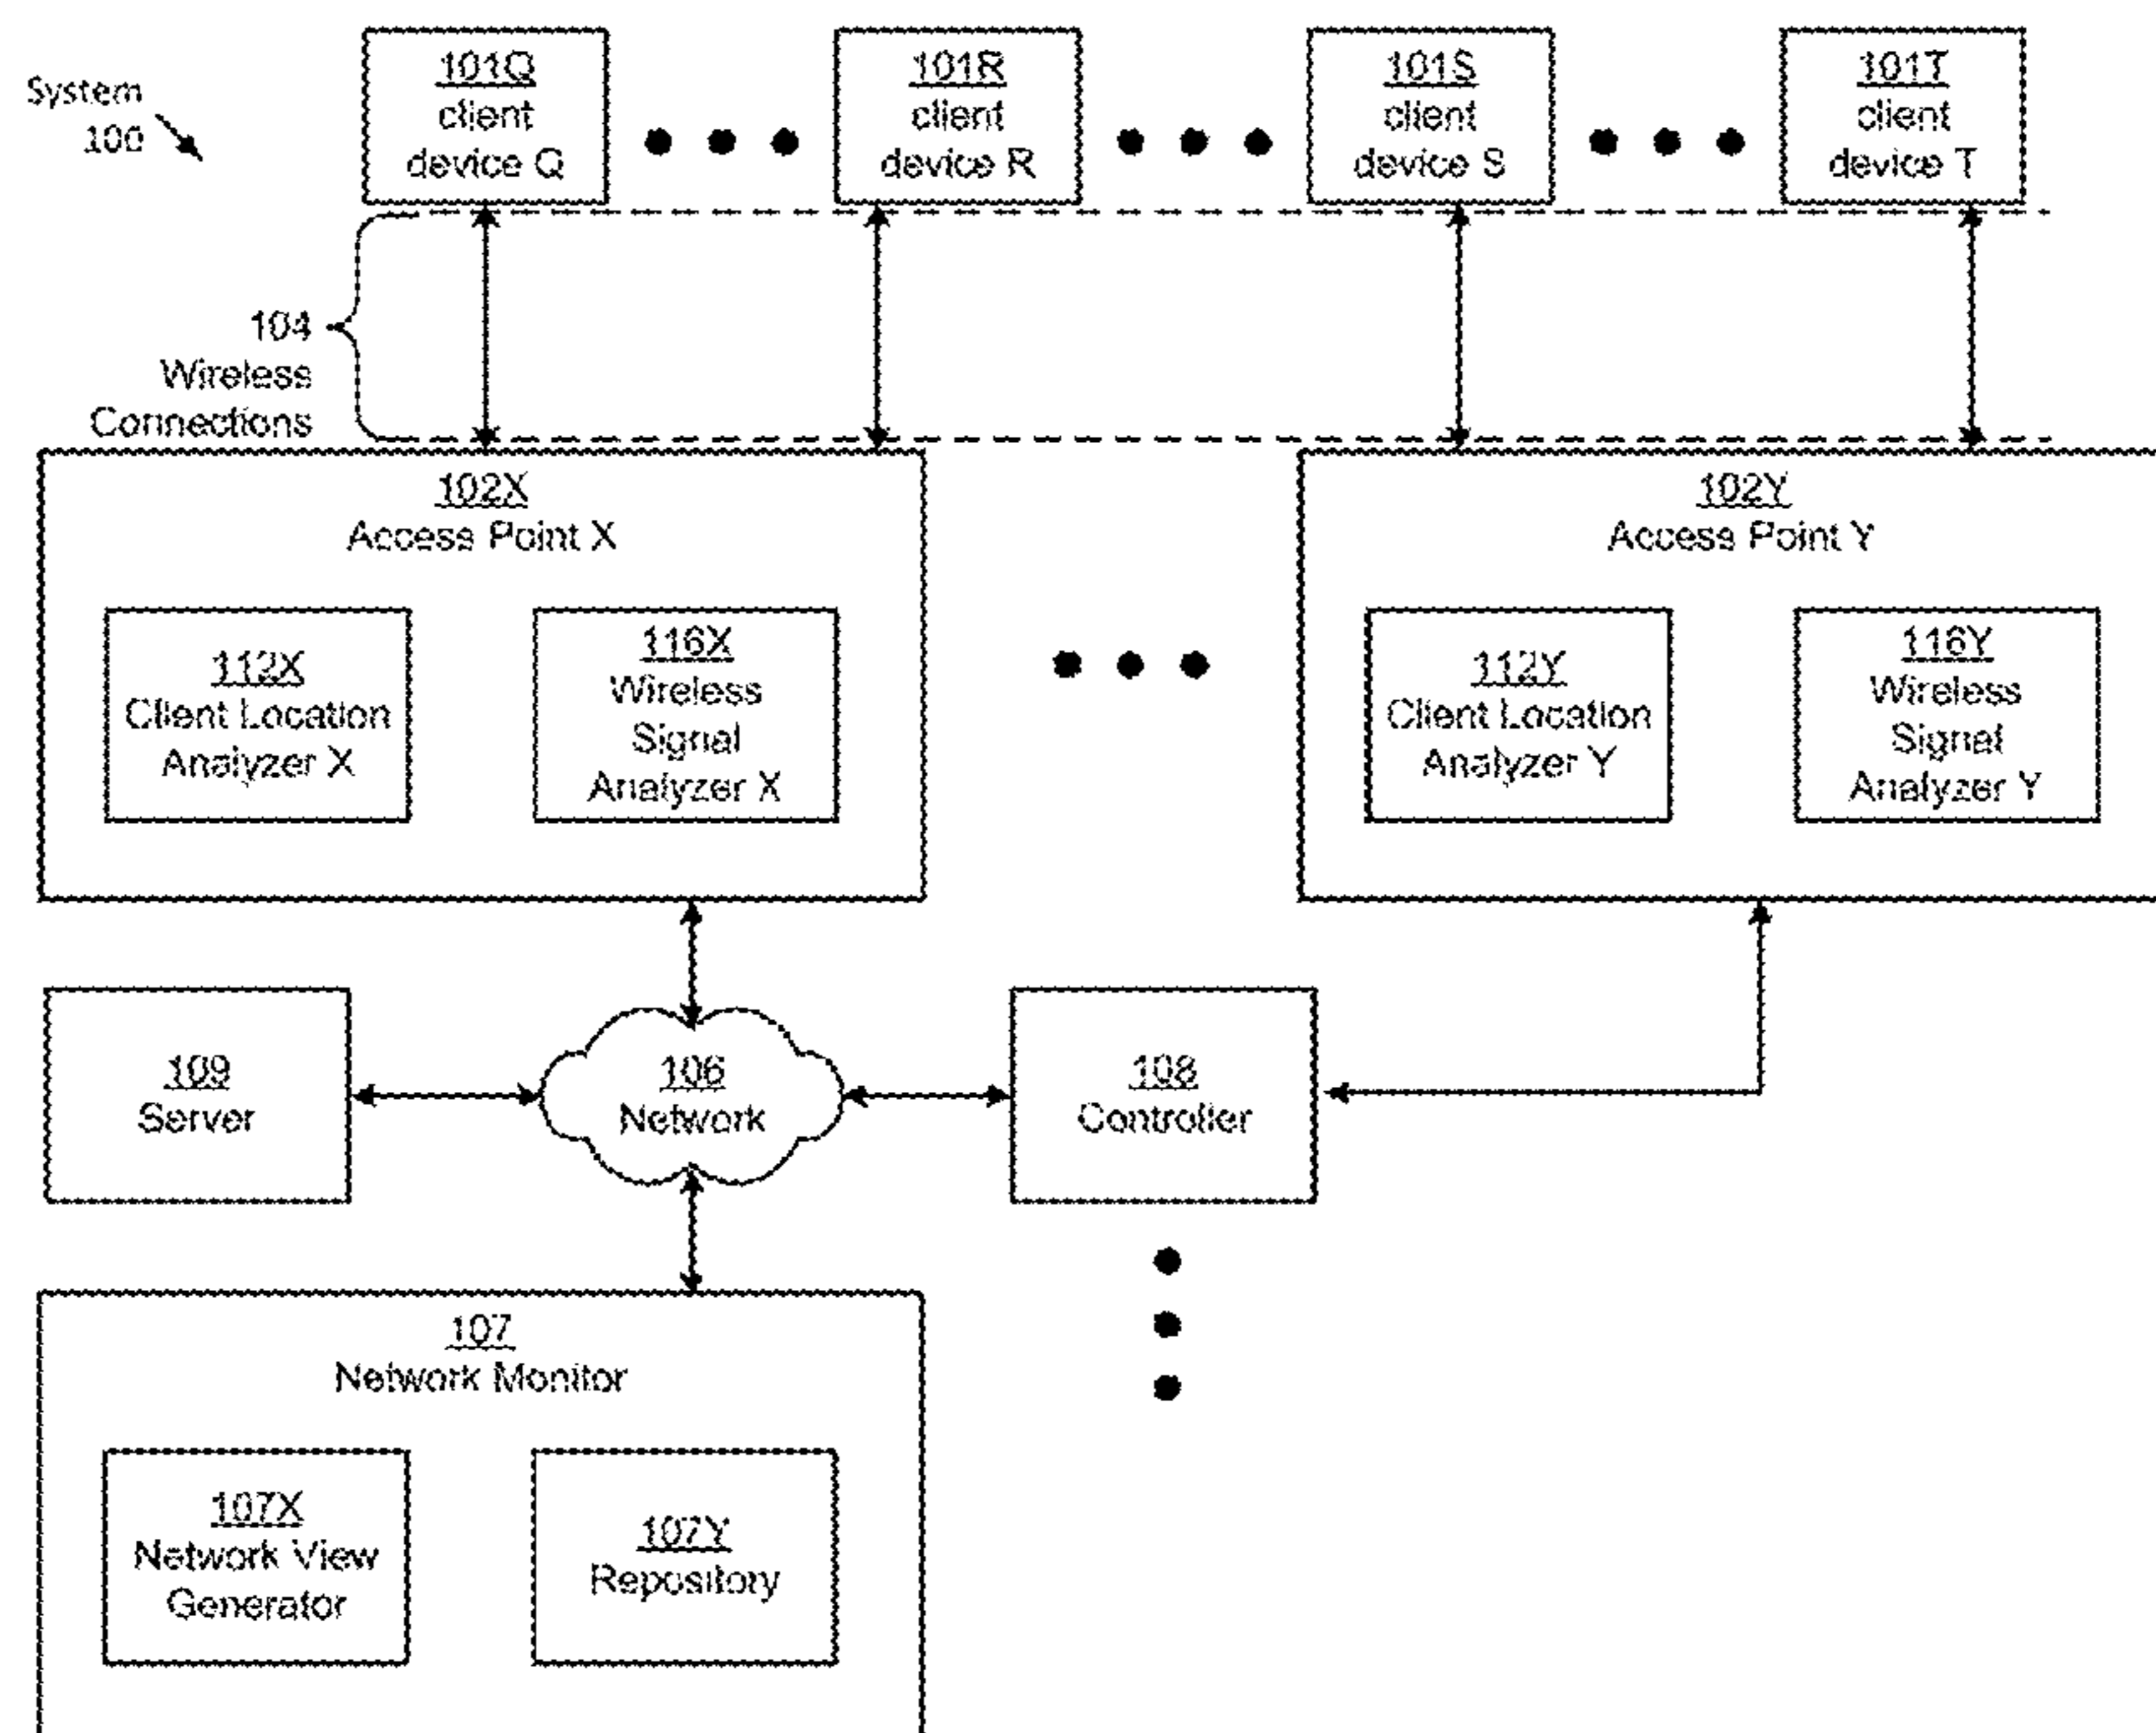 System
100
101Q
client
device Q
101R
client
device R
101S
client
device S
101T
client
device T
104
Wireless
Connections
102X
Access Point X
112X
Client Location
Analyzer X
116X
Wireless
Signal
Analyzer X
102Y
Access Point Y
112Y
Client Location
Analyzer Y
116Y
Wireless
Signal
Analyzer Y
109
Server
106
Network
108
Controller
107
Network Monitor
107X
Network View
Generator
107Y
Repository